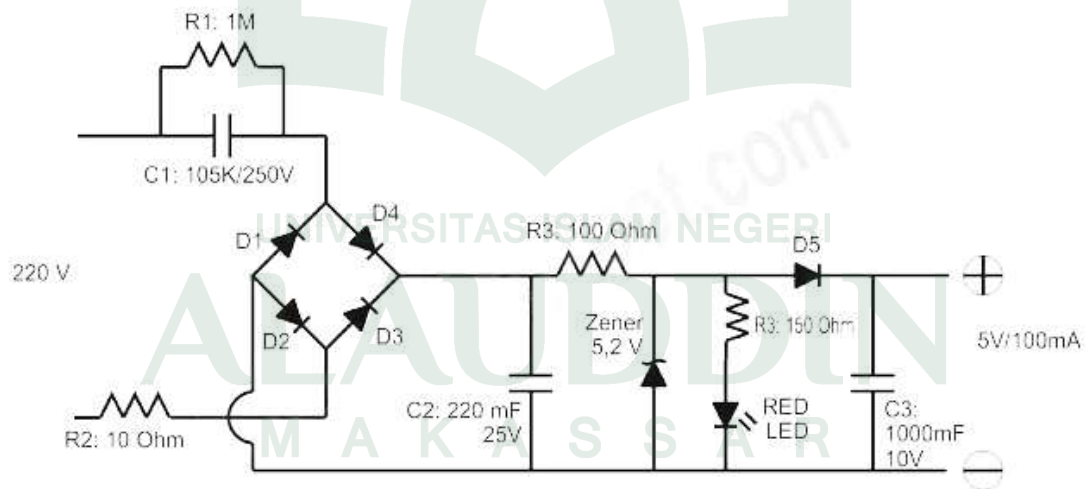 R1: 1M
C1: 105K/250V
D4
UNIVERSITAS ISLAM NEGERI
D1
R3: 100 Ohm
D5
220 V
ALAUDDIN
D2
D3
Zener
5,2 V
R3: 150 Ohm
5V/100mA
C2: 220 mF
25V
RED
LED
C3:
1000mF
10V
R2: 10 Ohm
MAKASSAR